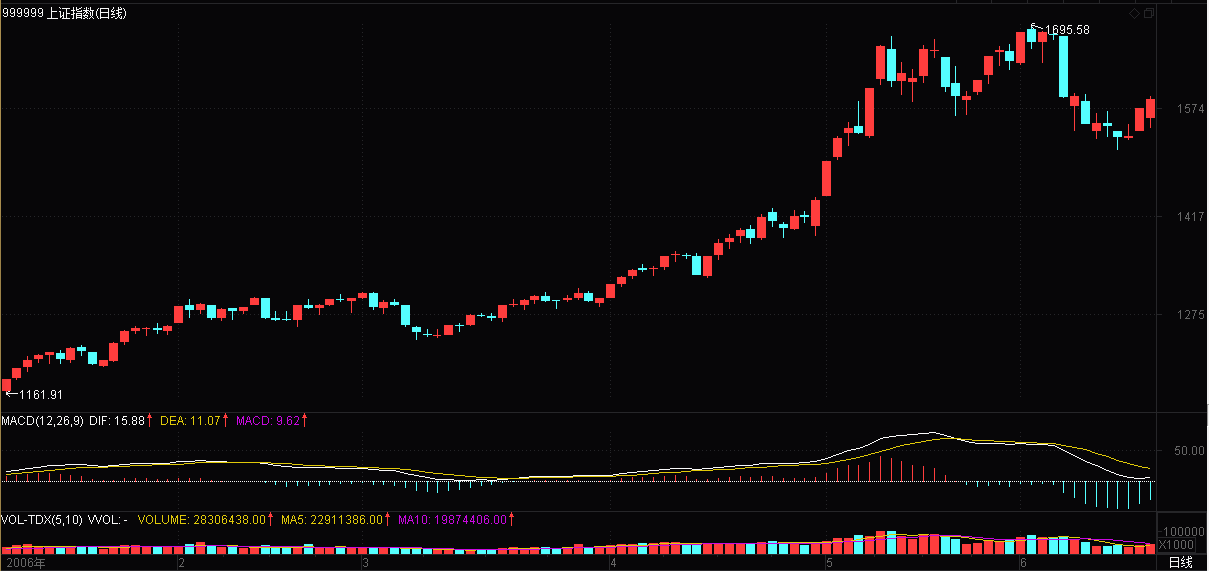 999999 上证指数(日线)
1695.58
1574
1417
1275
1161.91
MACD(12,26,9) DIF: 15.88↑ DEA: 11.07↑ MACD: 9.62↑
50.00
VOL-TDX(5,10) VVOL: - VOLUME: 28306438.00↑ MA5: 22911386.00↑ MA10: 19874406.00↑
100000
X1000
2006年 2 3 4 5 6 日线